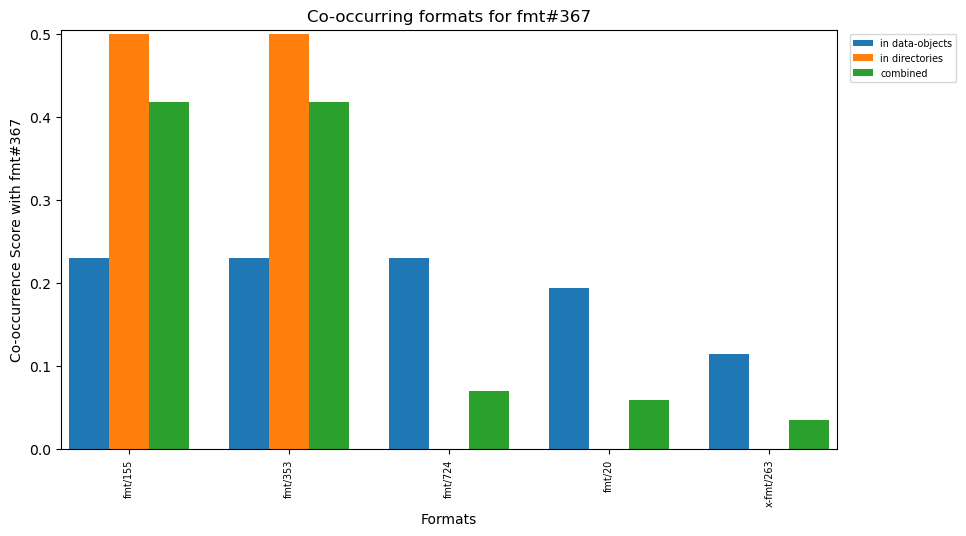 Co-occurring formats for fmt#367
in data-objects
in directories
combined
Co-occurrence Score with fmt#367
0.5
0.4
0.3
0.2
0.1
0.0
fmt/155
fmt/353
fmt/724
fmt/20
x-fmt/263
Formats